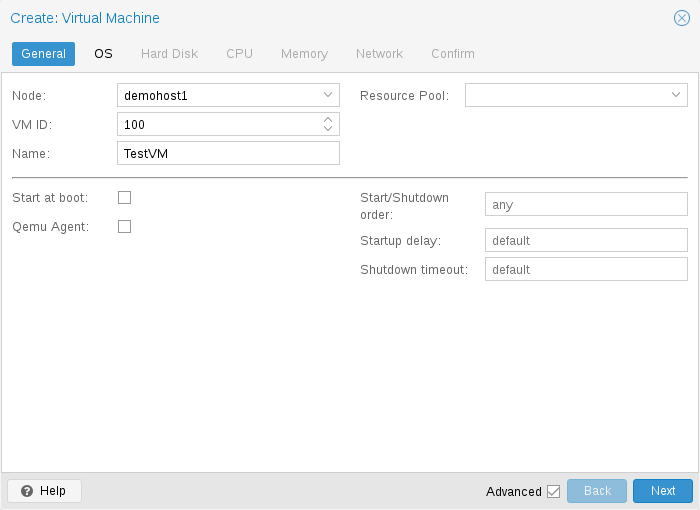 Create: Virtual Machine
General OS Hard Disk CPU Memory Network Confirm
Node: demohost1 Resource Pool:
VM ID: 100
Name: TestVM
Start at boot: Start/Shutdown order: any
Qemu Agent:
Startup delay: default
Shutdown timeout: default
Help Advanced Back Next